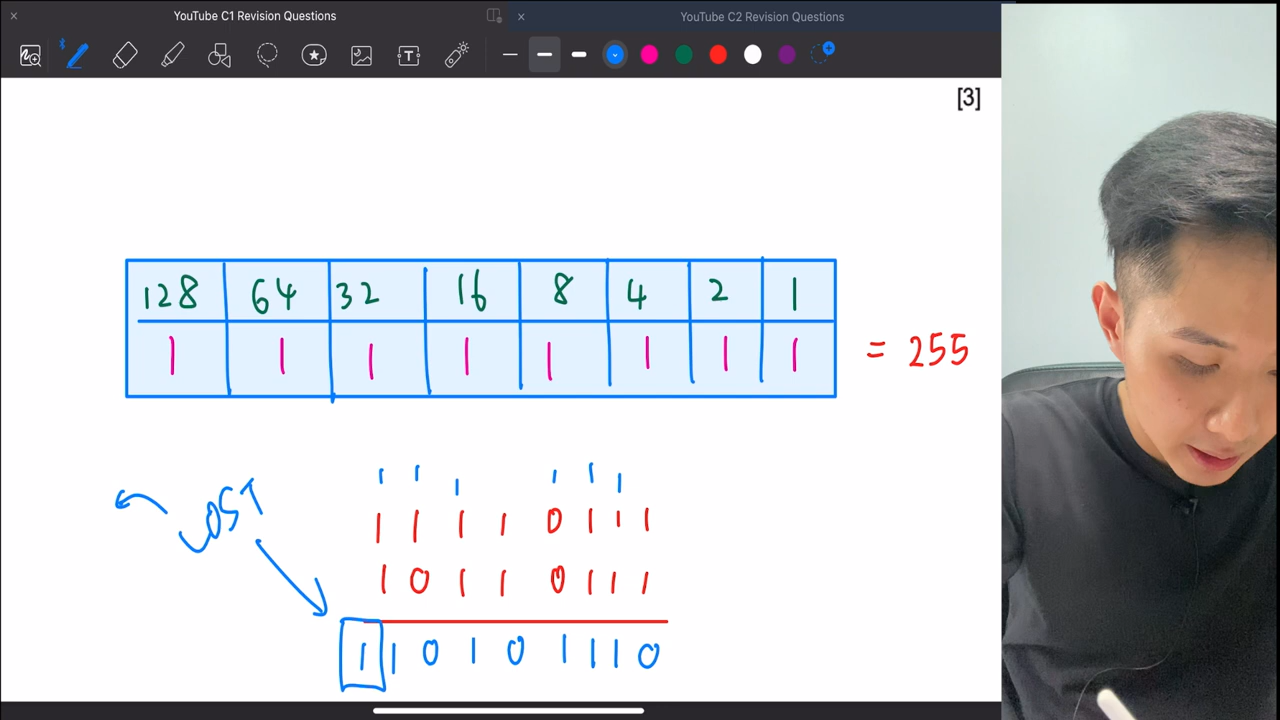 YouTube C1 Revision Questions
YouTube C2 Revision Questions
[3]
128 64 32 16 8 4 2 1
1 1 1 1 1 1 1 1 = 255
LOST
1 1 1 1 1 1
1 1 1 1 0 1 1 1
1 0 1 1 0 1 1 1
1 1 0 1 0 1 1 1 0